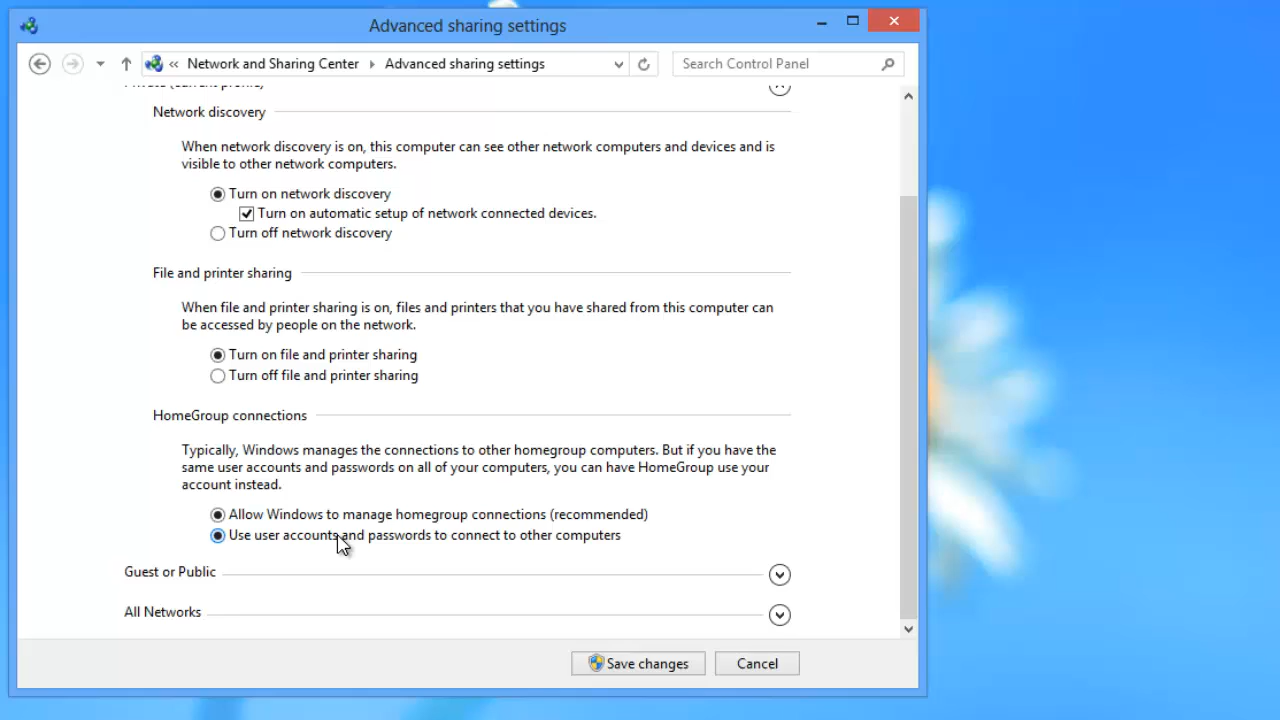 Advanced sharing settings
« Network and Sharing Center Advanced sharing settings
Search Control Panel
Private (current profile)
Network discovery
When network discovery is on, this computer can see other network computers and devices and is
visible to other network computers.
Turn on network discovery
Turn on automatic setup of network connected devices.
Turn off network discovery
File and printer sharing
When file and printer sharing is on, files and printers that you have shared from this computer can
be accessed by people on the network.
Turn on file and printer sharing
Turn off file and printer sharing
HomeGroup connections
Typically, Windows manages the connections to other homegroup computers. But if you have the
same user accounts and passwords on all of your computers, you can have HomeGroup use your
account instead.
Allow Windows to manage homegroup connections (recommended)
Use user accounts and passwords to connect to other computers
Guest or Public
All Networks
Save changes
Cancel